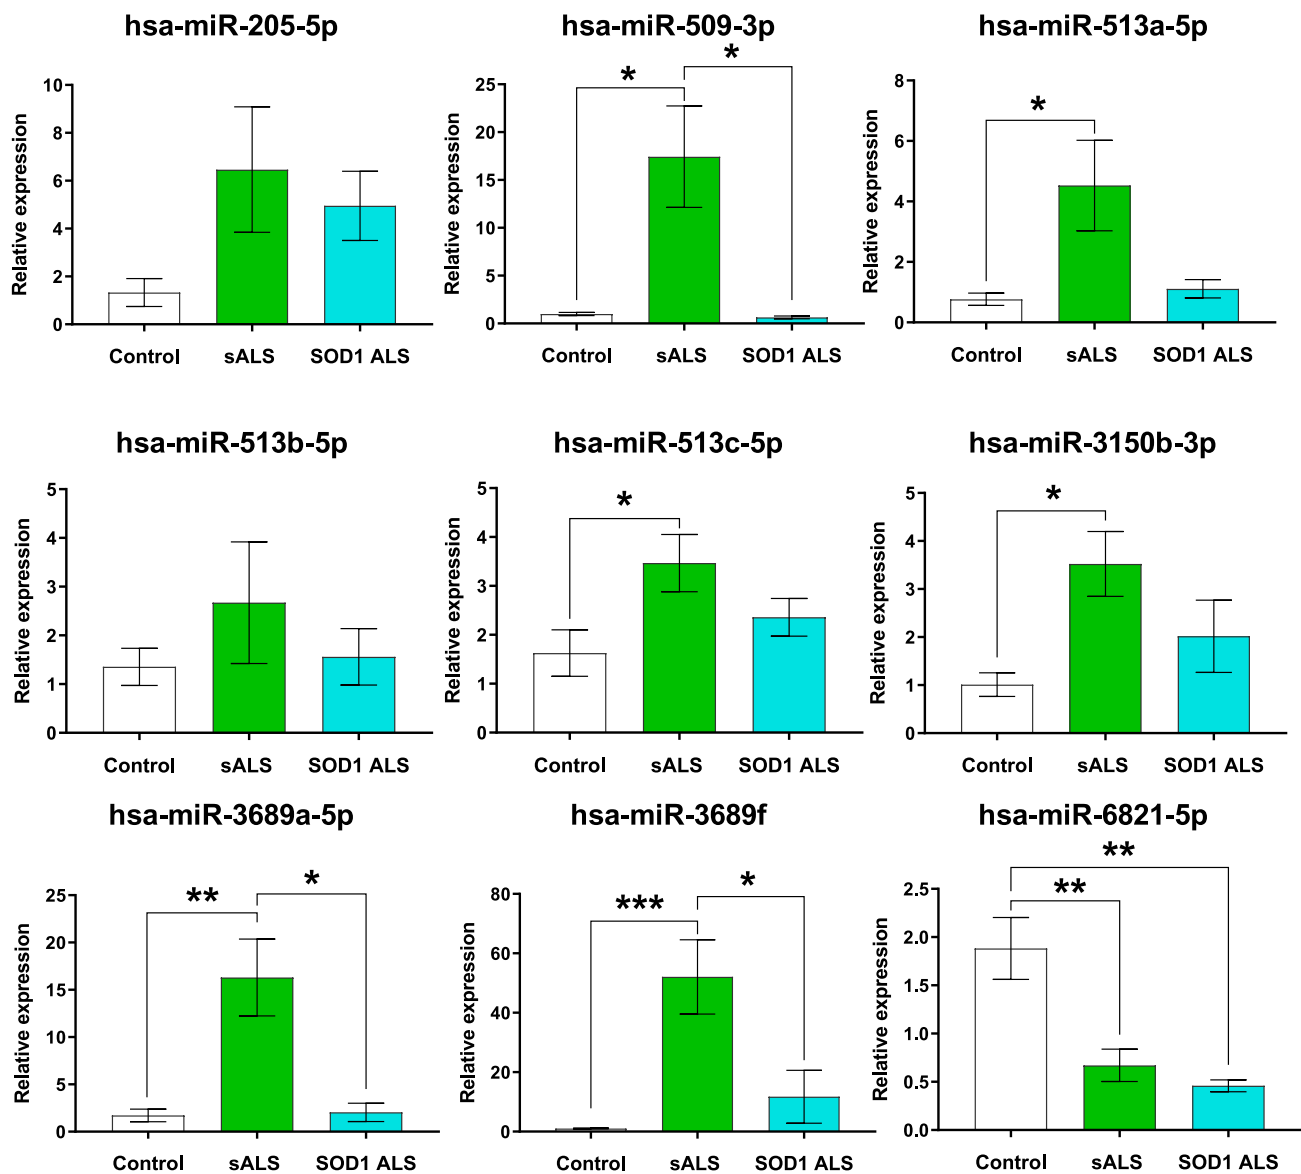 hsa-miR-205-5p
Relative expression
10
8
6
4
2
0
Control sALS SOD1 ALS
hsa-miR-509-3p
* *
Relative expression
25
20
15
10
5
0
Control sALS SOD1 ALS
hsa-miR-513a-5p
*
Relative expression
8
6
4
2
0
Control sALS SOD1 ALS
hsa-miR-513b-5p
Relative expression
5
4
3
2
1
0
Control sALS SOD1 ALS
hsa-miR-513c-5p
*
Relative expression
5
4
3
2
1
0
Control sALS SOD1 ALS
hsa-miR-3150b-3p
*
Relative expression
5
4
3
2
1
0
Control sALS SOD1 ALS
hsa-miR-3689a-5p
** *
Relative expression
25
20
15
10
5
0
Control sALS SOD1 ALS
hsa-miR-3689f
*** *
Relative expression
80
60
40
20
0
Control sALS SOD1 ALS
hsa-miR-6821-5p
**
**
Relative expression
2.5
2.0
1.5
1.0
0.5
0.0
Control sALS SOD1 ALS